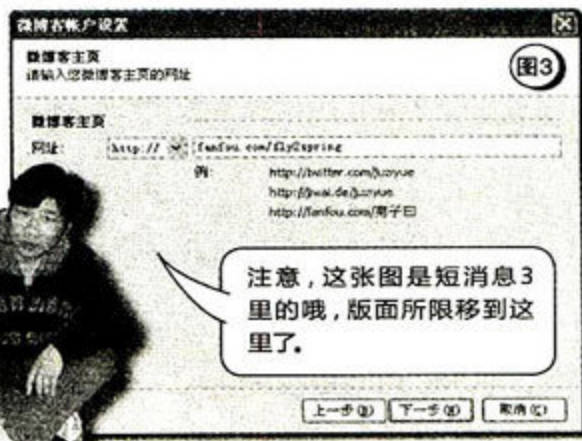 微博客帐户设置
微博客主页
请输入您微博客主页的网址
图3
微博客主页
网址: http:// fanfou.com/fly2spring
例: http://twitter.com/juzyue
http://jiwai.de/juzyue
http://fanfou.com/商子曰
注意,这张图是短消息3
里的哦,版面所限移到这
里了。
上一步(B) 下一步(N) 取消(C)